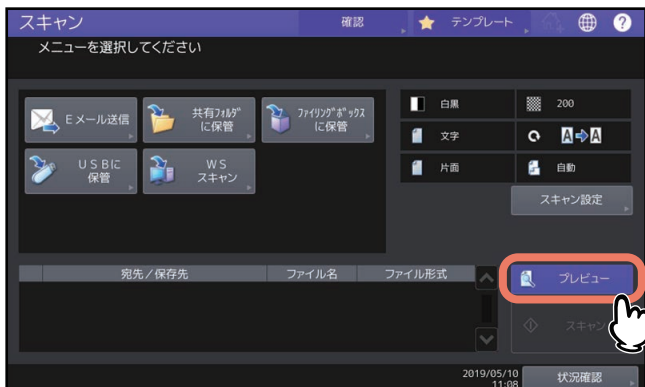 スキャン
確認
テンプレート
メニューを選択してください
Eメール送信
共有ﾌｫﾙﾀﾞ
に保管
ﾌｧｲﾘﾝｸﾞﾎﾞｯｸｽ
に保管
USBに
保管
WS
スキャン
白黒
200
文字
A A
片面
自動
スキャン設定
宛先/保存先
ファイル名
ファイル形式
プレビュー
スキャン
2019/05/10
11:08
状況確認